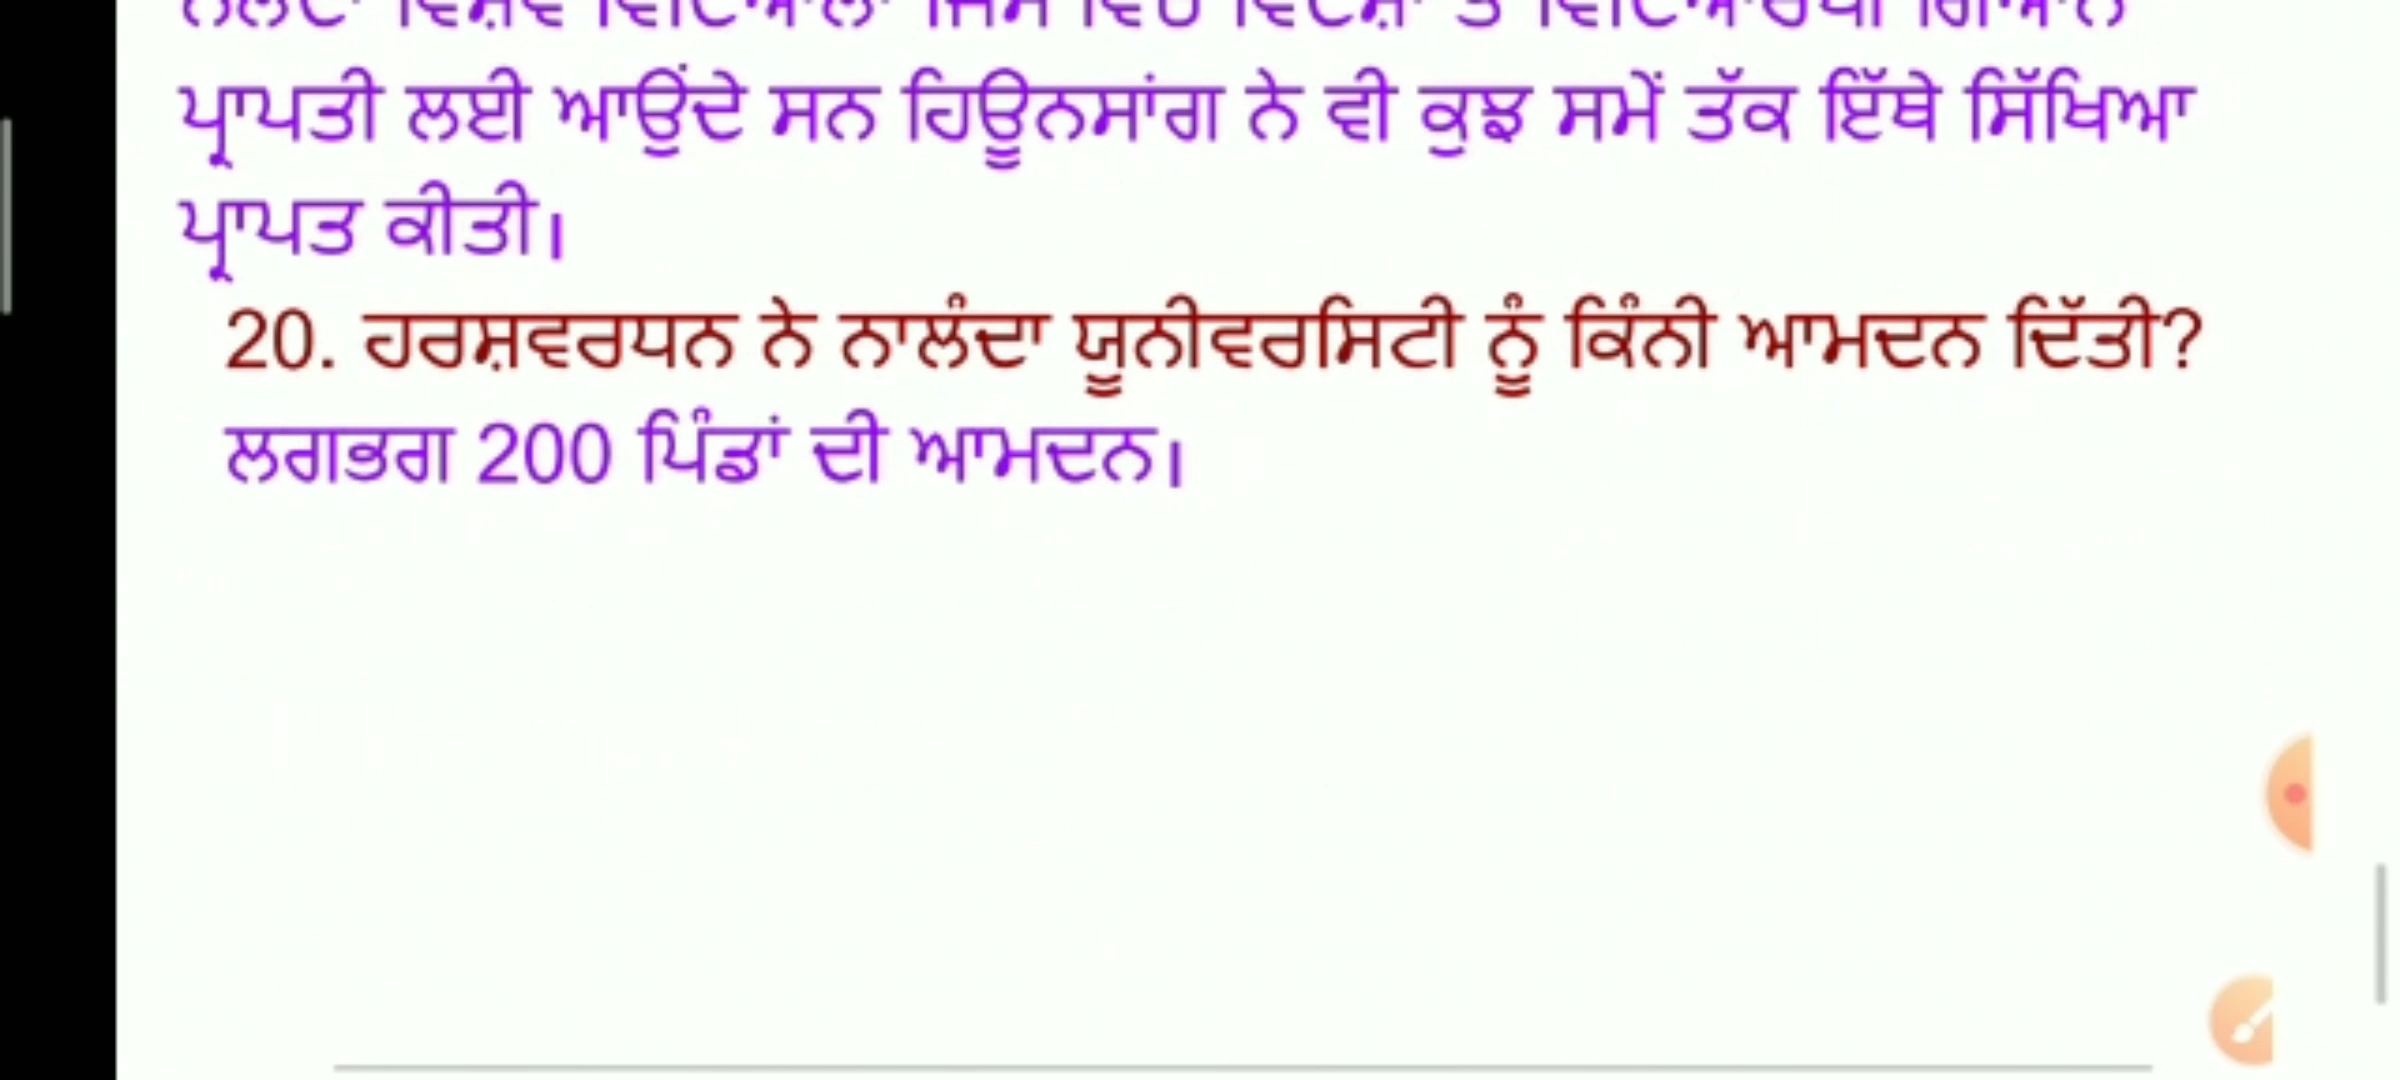 ਪ੍ਰਾਪਤੀ ਲਈ ਆਉਂਦੇ ਸਨ ਹਿਊਨਸਾਂਗ ਨੇ ਵੀ ਕੁਝ ਸਮੇਂ ਤੱਕ ਇੱਥੇ ਸਿੱਖਿਆ
ਪ੍ਰਾਪਤ ਕੀਤੀ।
20. ਹਰਸ਼ਵਰਧਨ ਨੇ ਨਾਲੰਦਾ ਯੂਨੀਵਰਸਿਟੀ ਨੂੰ ਕਿੰਨੀ ਆਮਦਨ ਦਿੱਤੀ?
ਲਗਭਗ 200 ਪਿੰਡਾਂ ਦੀ ਆਮਦਨ।